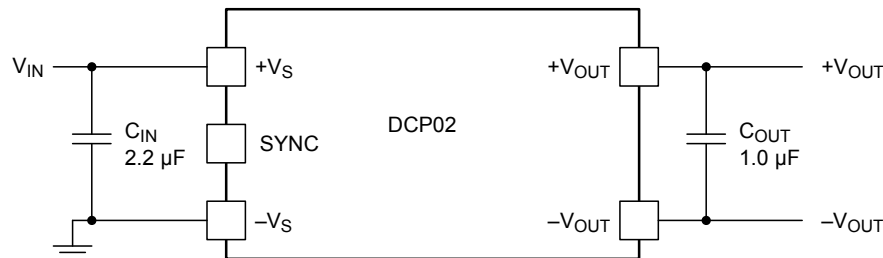 V_IN
+V_S
+V_OUT
+V_OUT
C_IN
2.2 µF
SYNC
DCP02
C_OUT
1.0 µF
–V_S
–V_OUT
–V_OUT